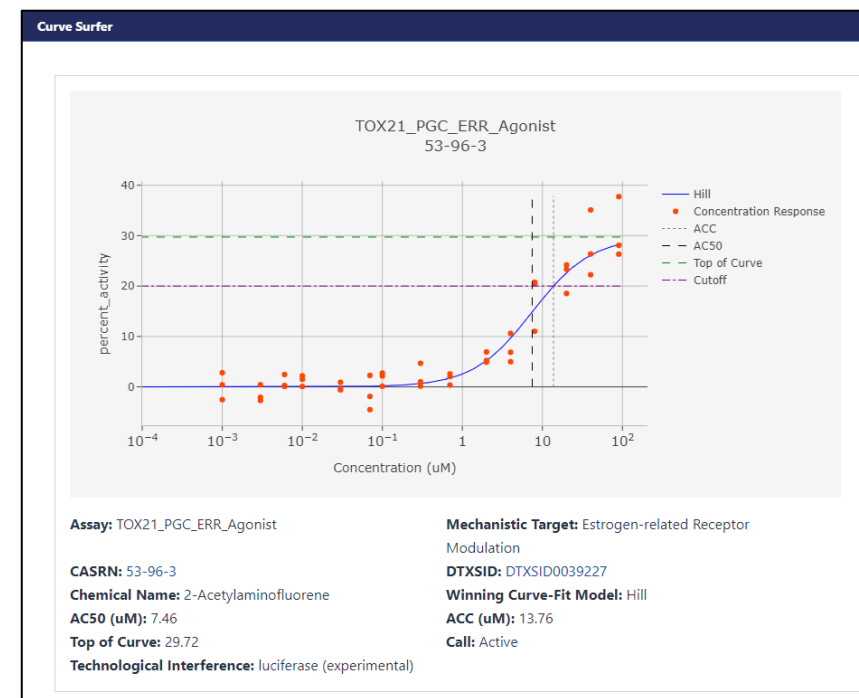 Curve Surfer
TOX21_PGC_ERR_Agonist
53-96-3
40
30
20
10
0
percent_activity
10⁻⁴
10⁻³
10⁻²
10⁻¹
1
10
10²
Concentration (uM)
Hill
Concentration Response
ACC
AC50
Top of Curve
Cutoff
Assay: TOX21_PGC_ERR_Agonist
Mechanistic Target: Estrogen-related Receptor
Modulation
CASRN: 53-96-3
DTXSID: DTXSID0039227
Chemical Name: 2-Acetylaminofluorene
Winning Curve-Fit Model: Hill
AC50 (uM): 7.46
ACC (uM): 13.76
Top of Curve: 29.72
Call: Active
Technological Interference: luciferase (experimental)